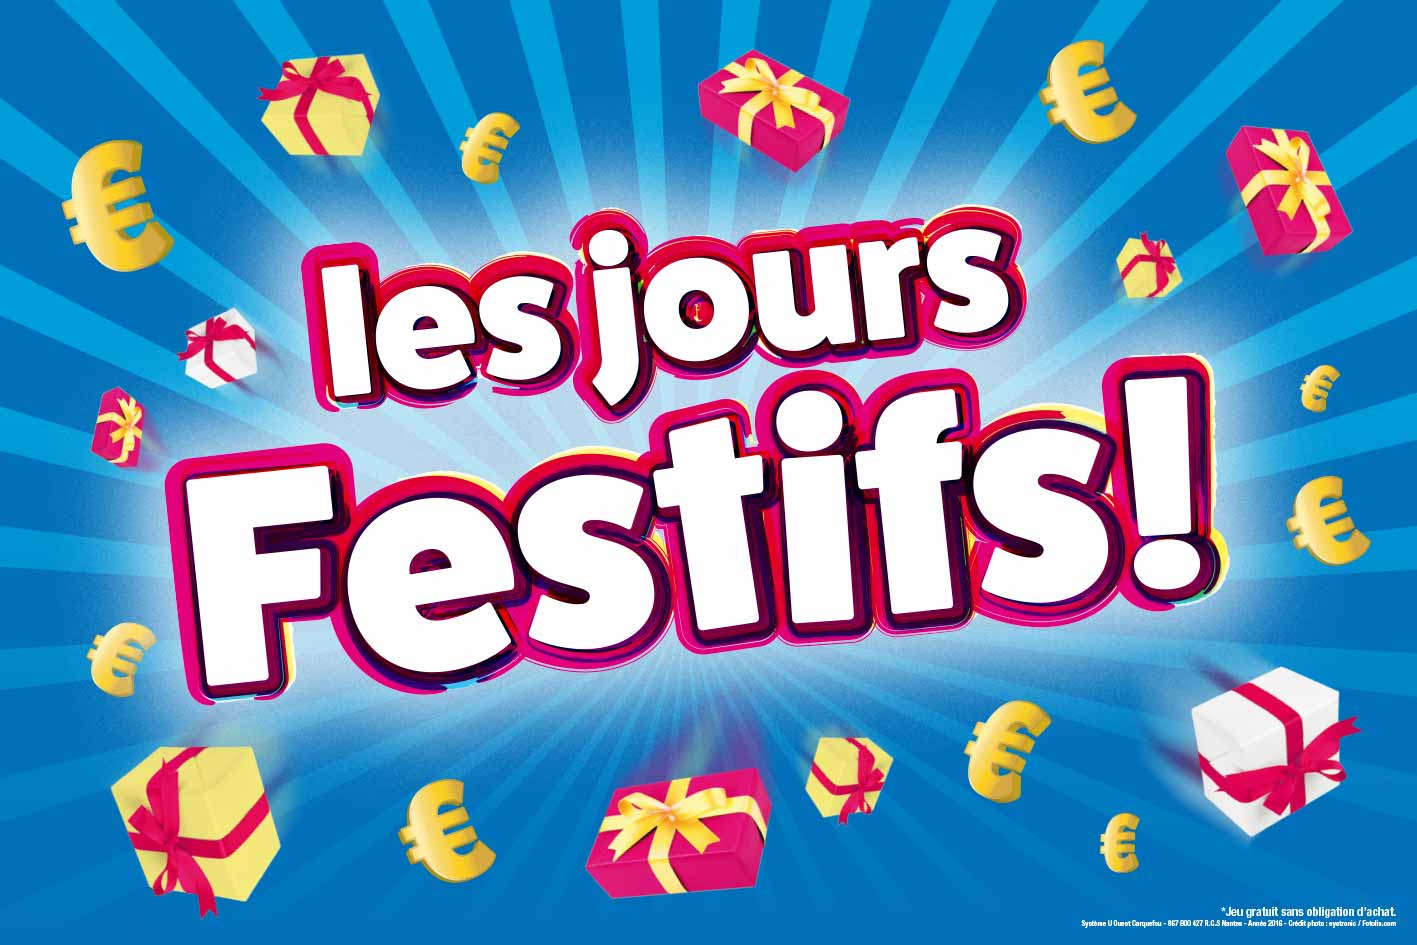 les jours
Festifs!
*Jeu gratuit sans obligation d'achat.
Système U Ouest Carquefou - 867 800 427 R.C.S Nantes - Année 2016 - Crédit photo : eyetronic / Fotolia.com